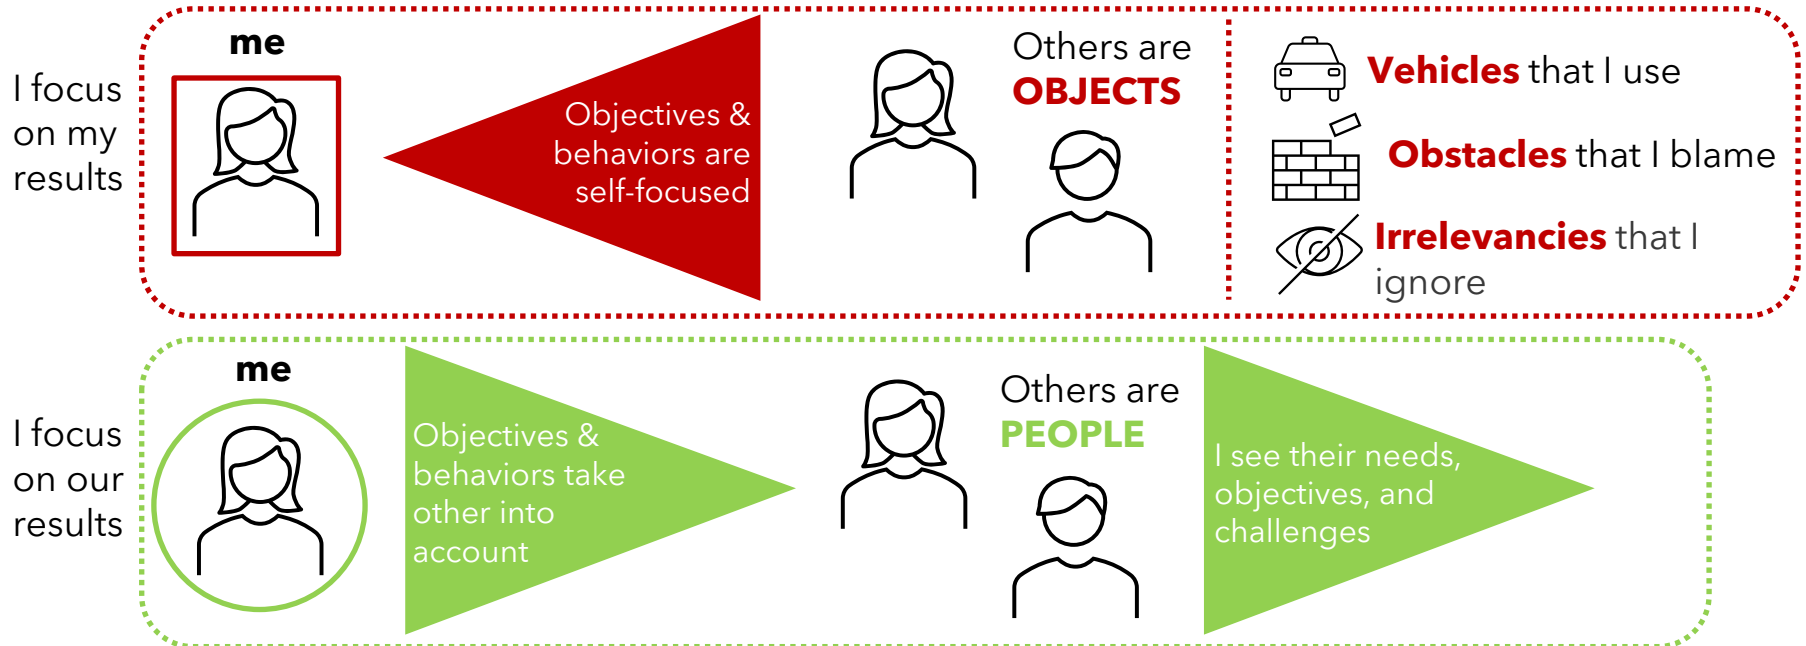 me
I focus
on my
results
Objectives &
behaviors are
self-focused
Others are
OBJECTS
Vehicles that I use
Obstacles that I blame
Irrelevancies that I
ignore
me
I focus
on our
results
Objectives &
behaviors take
other into
account
Others are
PEOPLE
I see their needs,
objectives, and
challenges